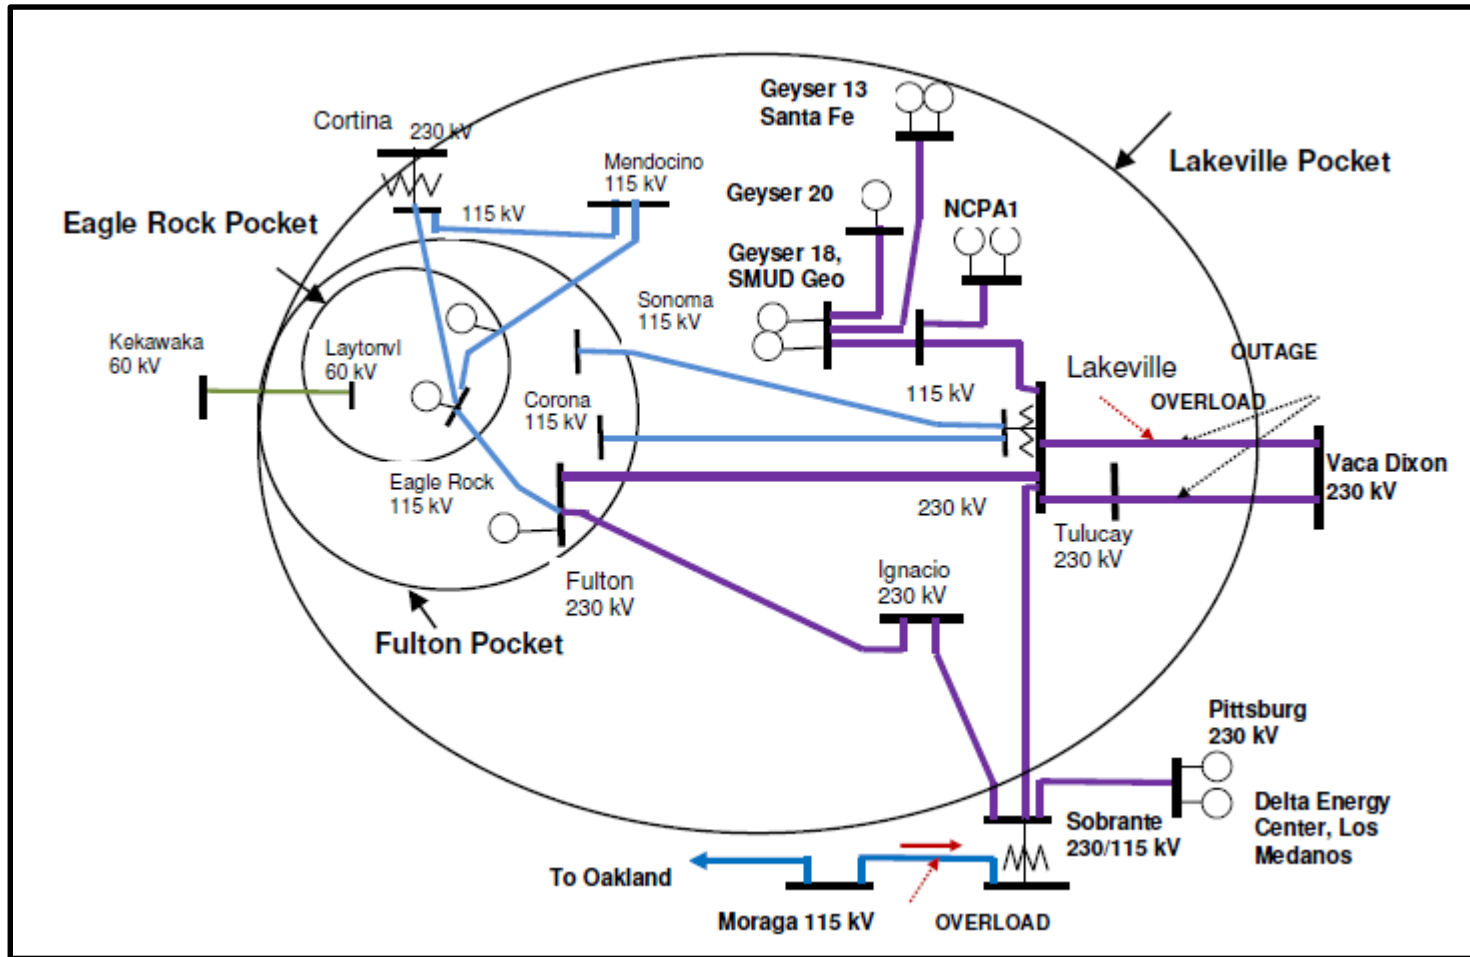 Geyser 13
Santa Fe
Cortina
230 kV
Mendocino
115 kV
Lakeville Pocket
Geyser 20
NCPA1
115 kV
Eagle Rock Pocket
Geyser 18,
SMUD Geo
Sonoma
115 kV
Kekawaka
60 kV
Laytonvl
60 kV
OUTAGE
Lakeville
115 kV
OVERLOAD
Corona
115 kV
Vaca Dixon
230 kV
Eagle Rock
115 kV
230 kV
Tulucay
230 kV
Fulton
230 kV
Ignacio
230 kV
Fulton Pocket
Pittsburg
230 kV
Delta Energy
Center, Los
Medanos
Sobrante
230/115 kV
To Oakland
Moraga 115 kV
OVERLOAD